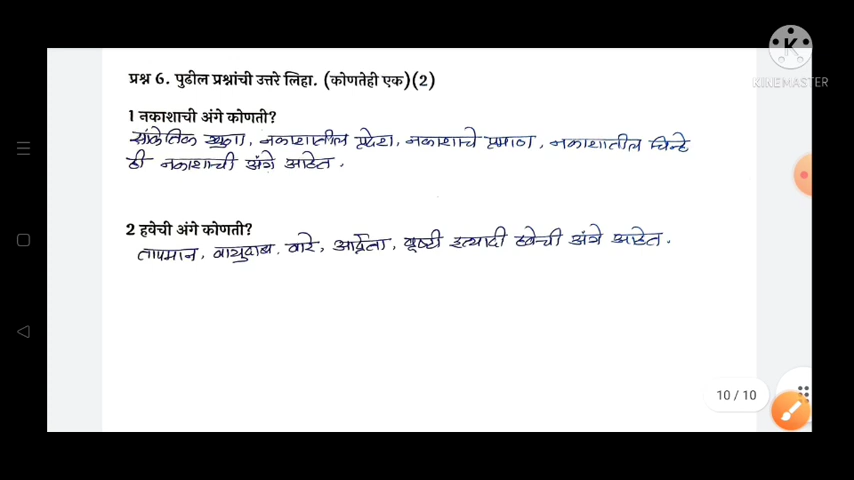 KINEMASTER
प्रश्न 6. पुढील प्रश्नांची उत्तरे लिहा. (कोणतेही एक)(2)
1 नकाशाची अंगे कोणती?
सांकेतिक खुणा, नकाशातील प्रदेश, नकाशाचे प्रमाण, नकाशातील चिन्हे
ही नकाशाची अंगे आहेत.
2 हवेची अंगे कोणती?
तापमान, वायुदाब, वारे, आर्द्रता, वृष्टी इत्यादी हवेची अंगे आहेत.
10 / 10